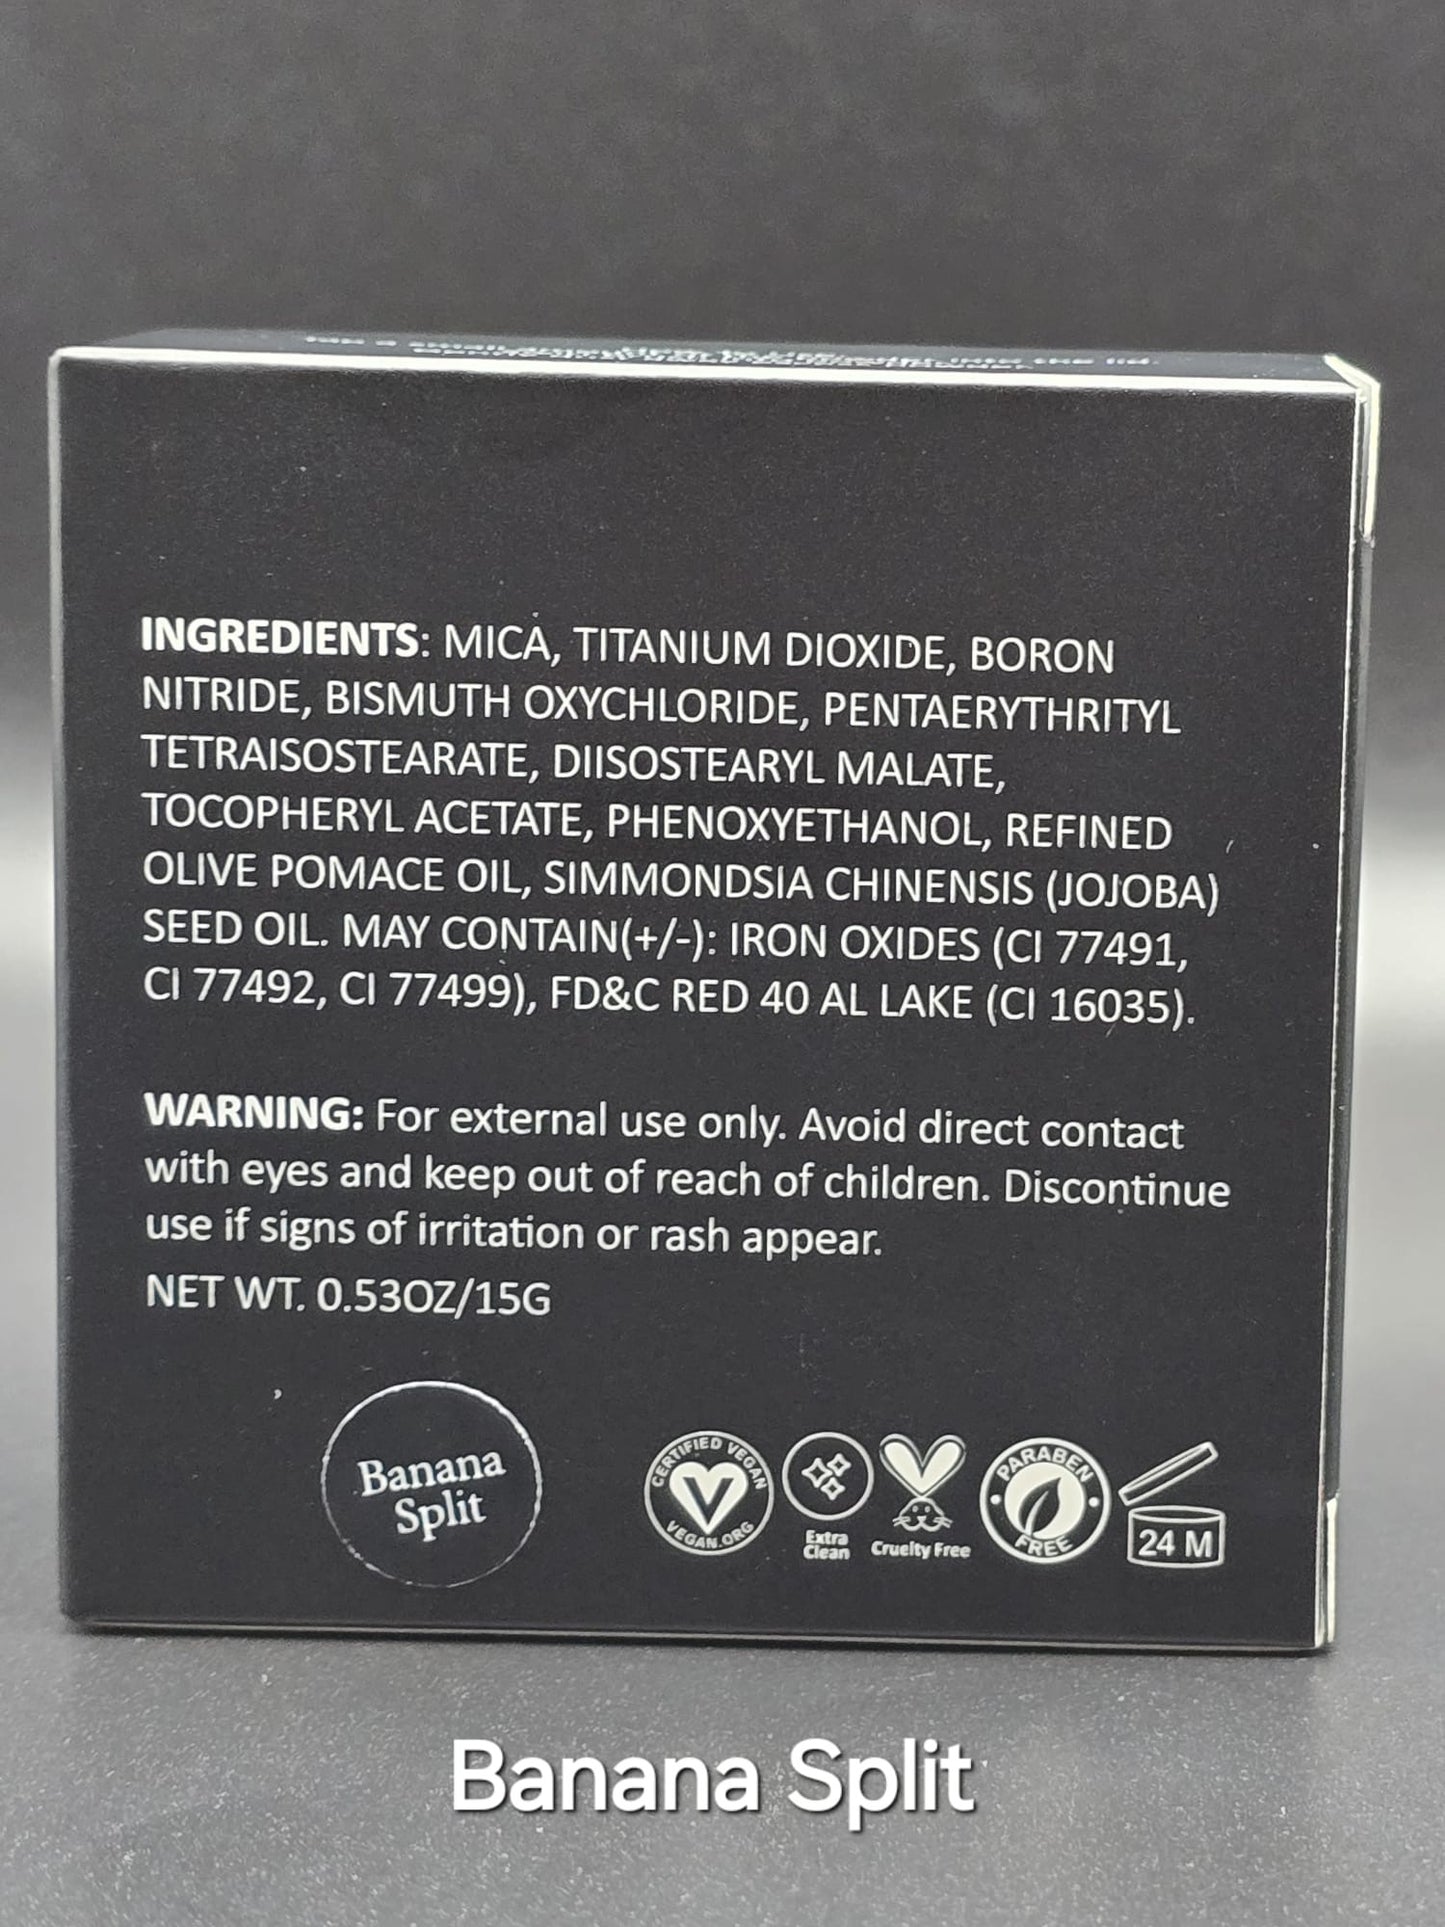 INGREDIENTS: MICA, TITANIUM DIOXIDE, BORON
NITRIDE, BISMUTH OXYCHLORIDE, PENTAERYTHRITYL
TETRAISOSTEARATE, DIISOSTEARYL MALATE,
TOCOPHERYL ACETATE, PHENOXYETHANOL, REFINED
OLIVE POMACE OIL, SIMMONDSIA CHINENSIS (JOJOBA)
SEED OIL. MAY CONTAIN(+/-): IRON OXIDES (CI 77491,
CI 77492, CI 77499), FD&C RED 40 AL LAKE (CI 16035).
WARNING: For external use only. Avoid direct contact
with eyes and keep out of reach of children. Discontinue
use if signs of irritation or rash appear.
NET WT. 0.53OZ/15G
Banana
Split
CERTIFIED VEGAN
V
VEGAN.ORG
Extra
Clean
Cruelty Free
PARABEN
FREE
24 M
Banana Split